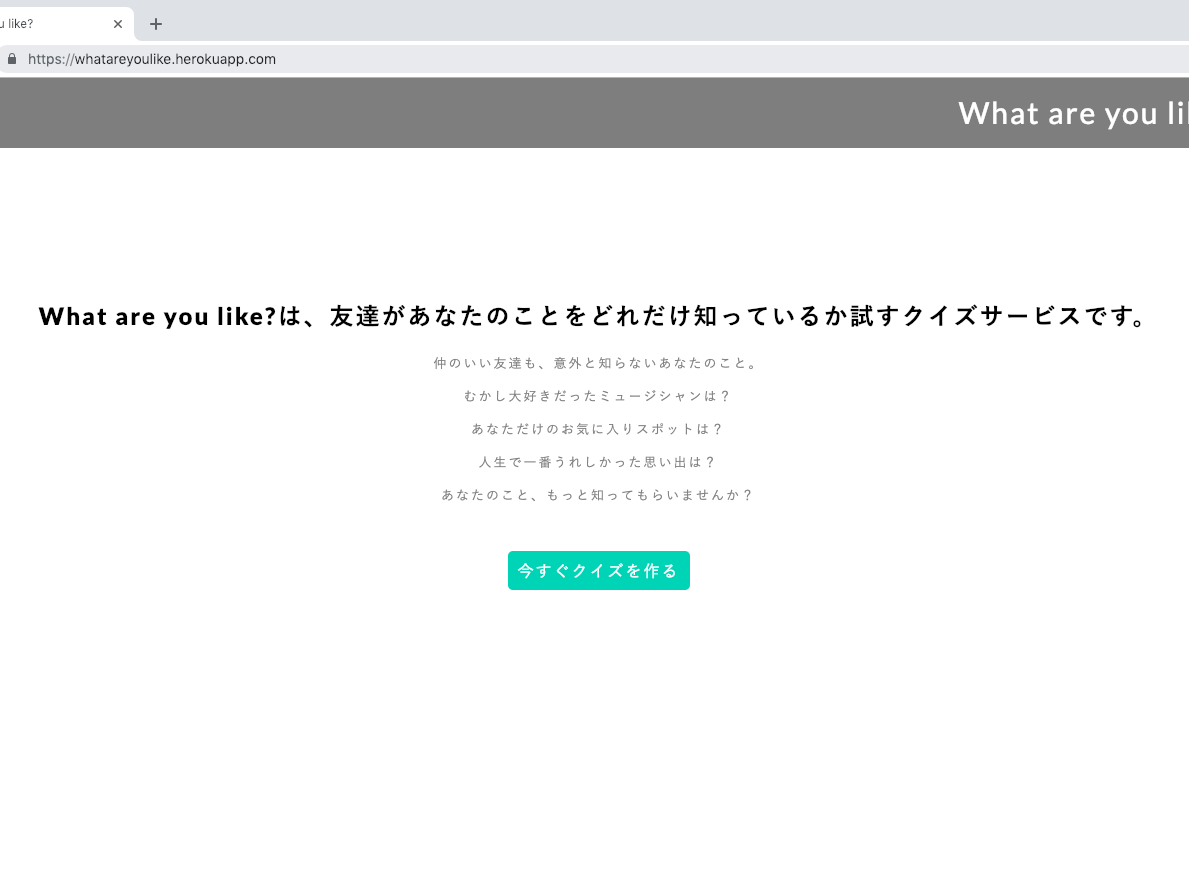 u like?
https://whatareyoulike.herokuapp.com
What are you li
What are you like?は、友達があなたのことをどれだけ知っているか試すクイズサービスです。
仲のいい友達も、意外と知らないあなたのこと。
むかし大好きだったミュージシャンは？
あなただけのお気に入りスポットは？
人生で一番うれしかった思い出は？
あなたのこと、もっと知ってもらいませんか？
今すぐクイズを作る